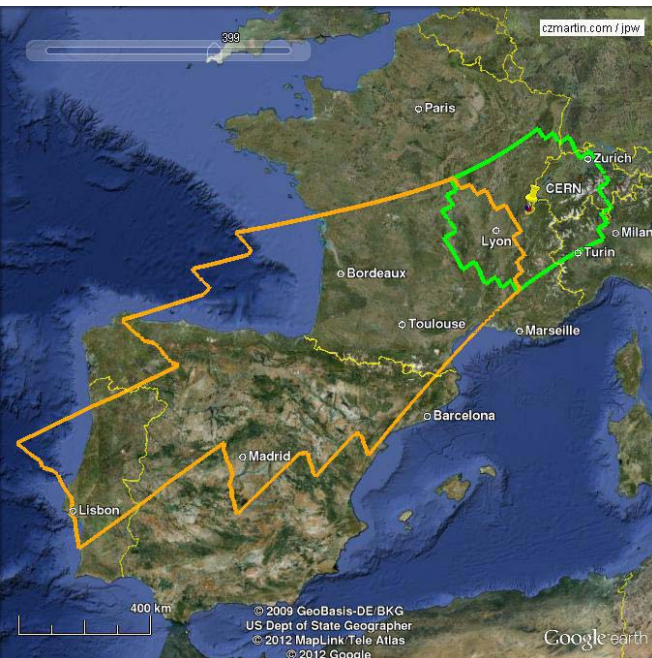 399
czmartin.com / jpw
Paris
Zurich
CERN
Lyon
Milan
Turin
Bordeaux
Toulouse
Marseille
Barcelona
Madrid
Lisbon
400 km
© 2009 GeoBasis-DE/BKG
US Dept of State Geographer
© 2012 MapLink/Tele Atlas
© 2012 Google
Google earth